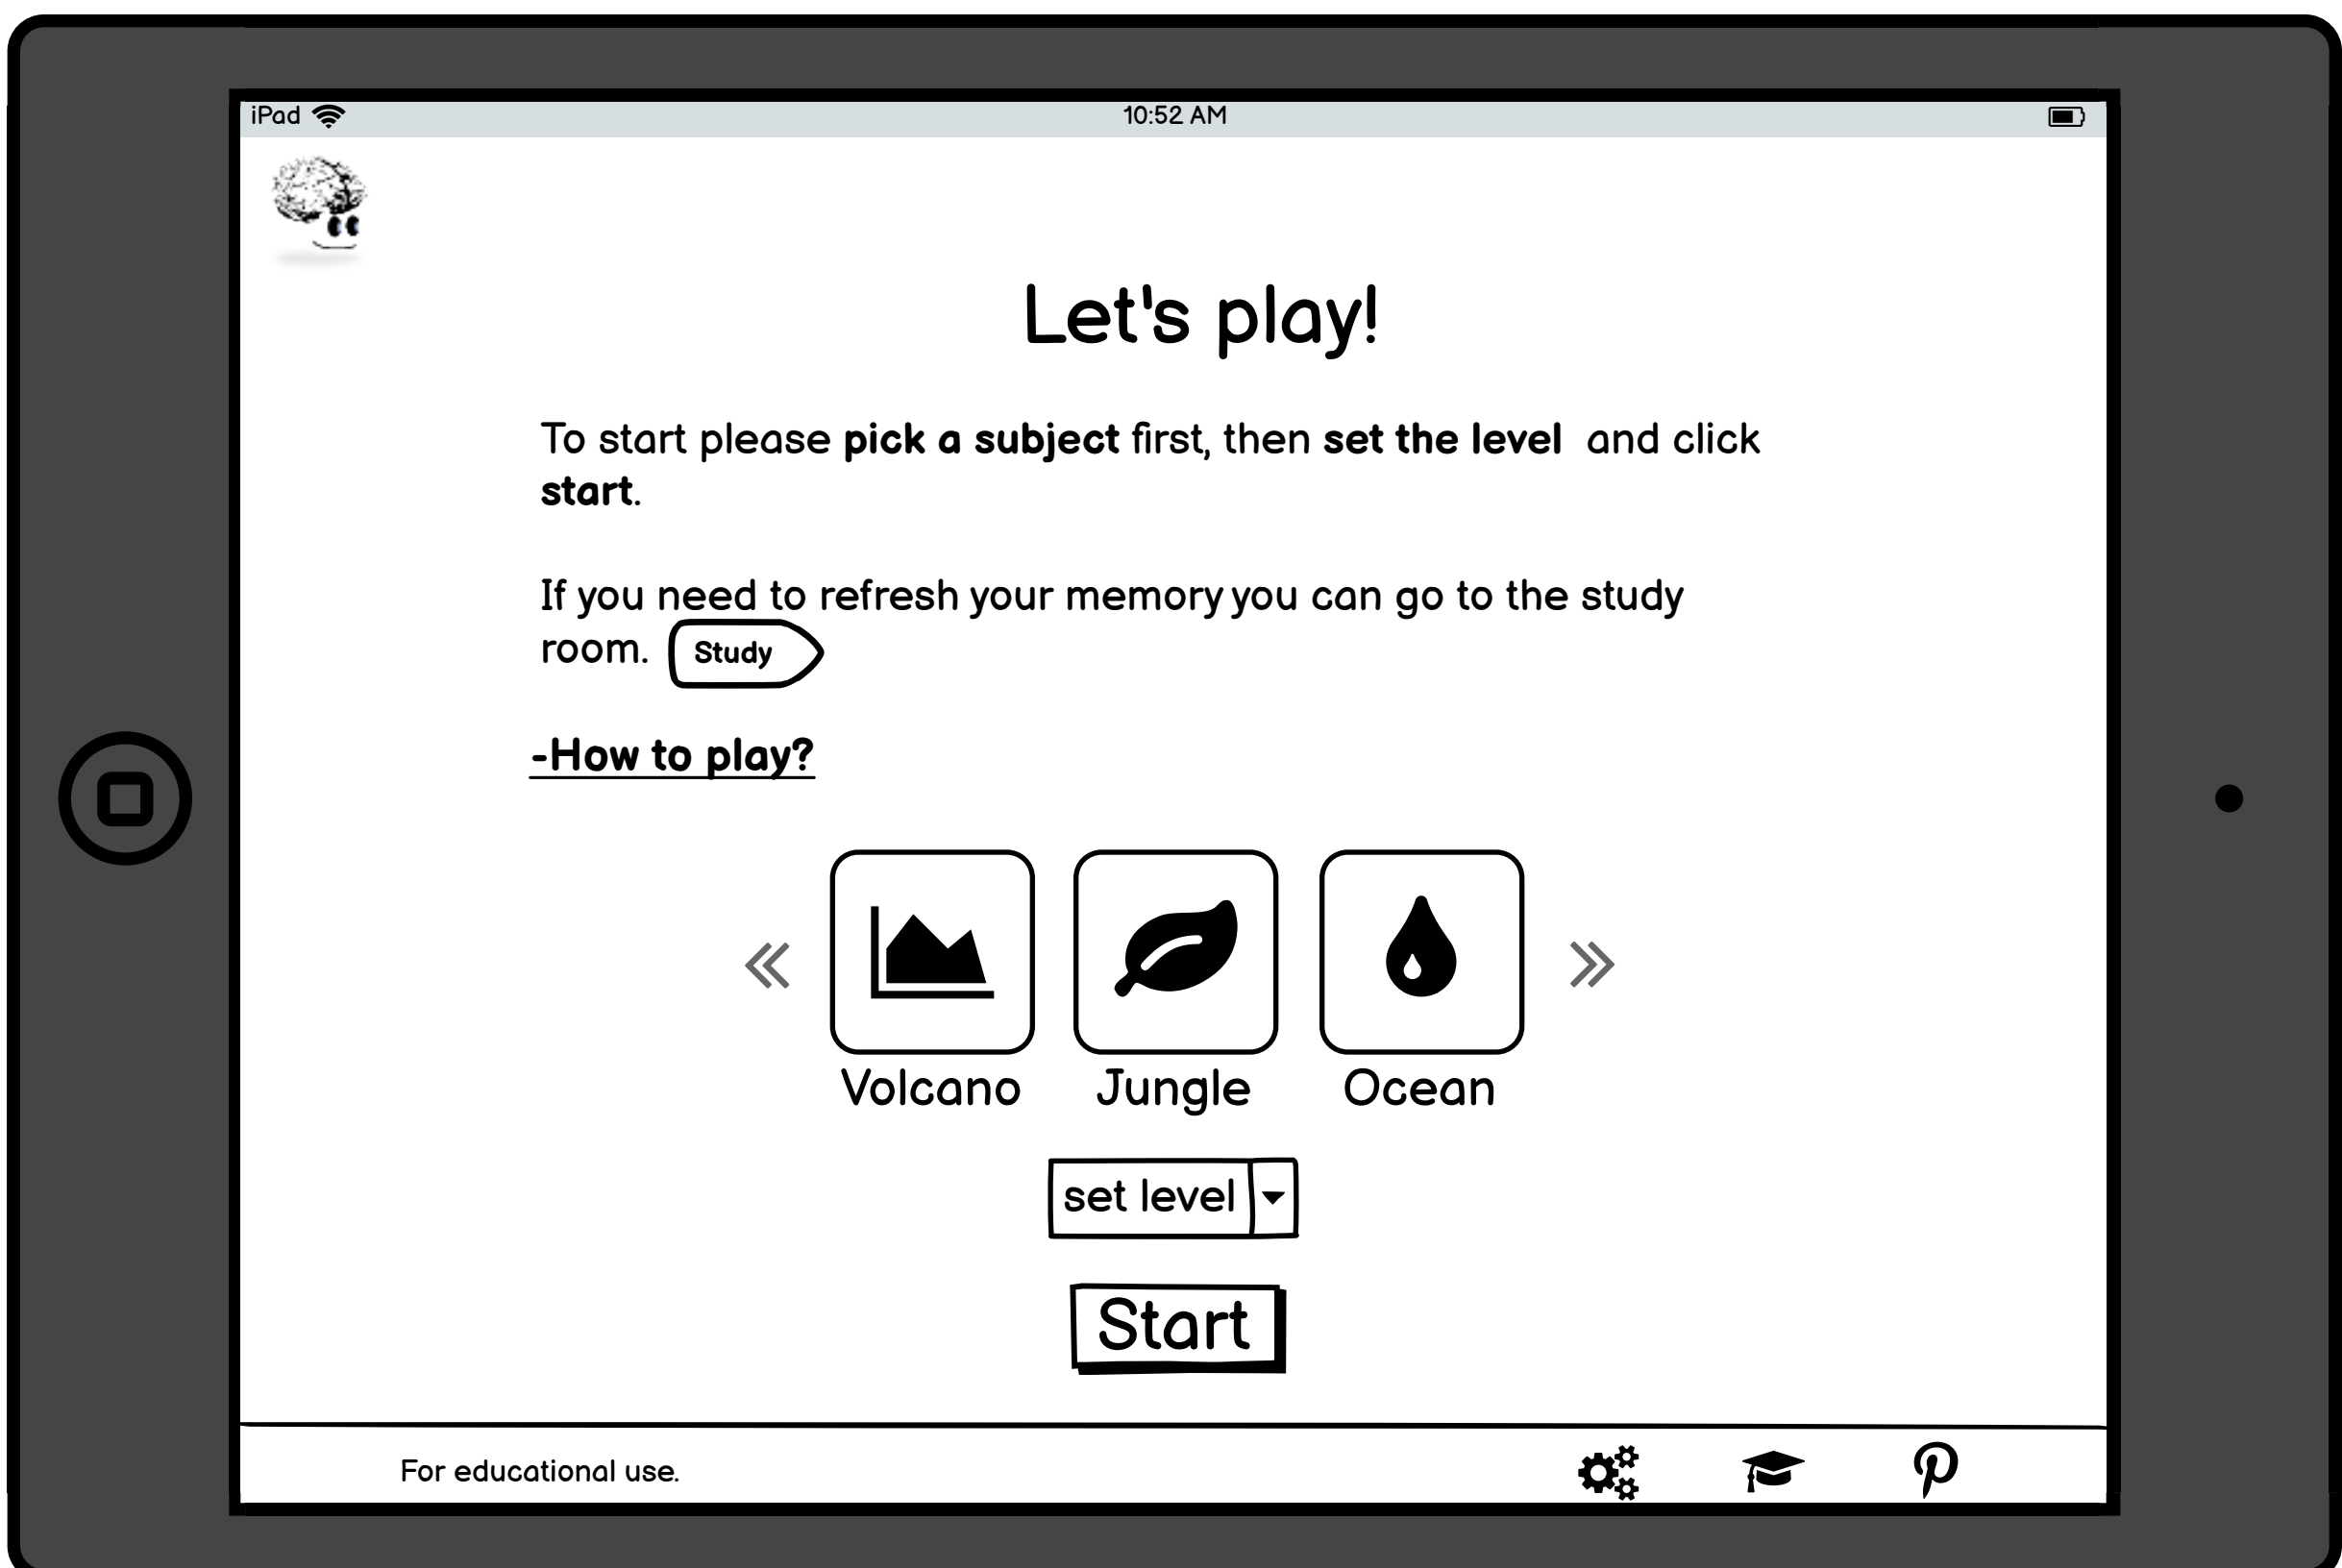 iPad
10:52 AM
Let's play!
To start please pick a subject first, then set the level and click
start.
If you need to refresh your memory you can go to the study
room. Study
-How to play?
Volcano Jungle Ocean
set level
Start
For educational use.